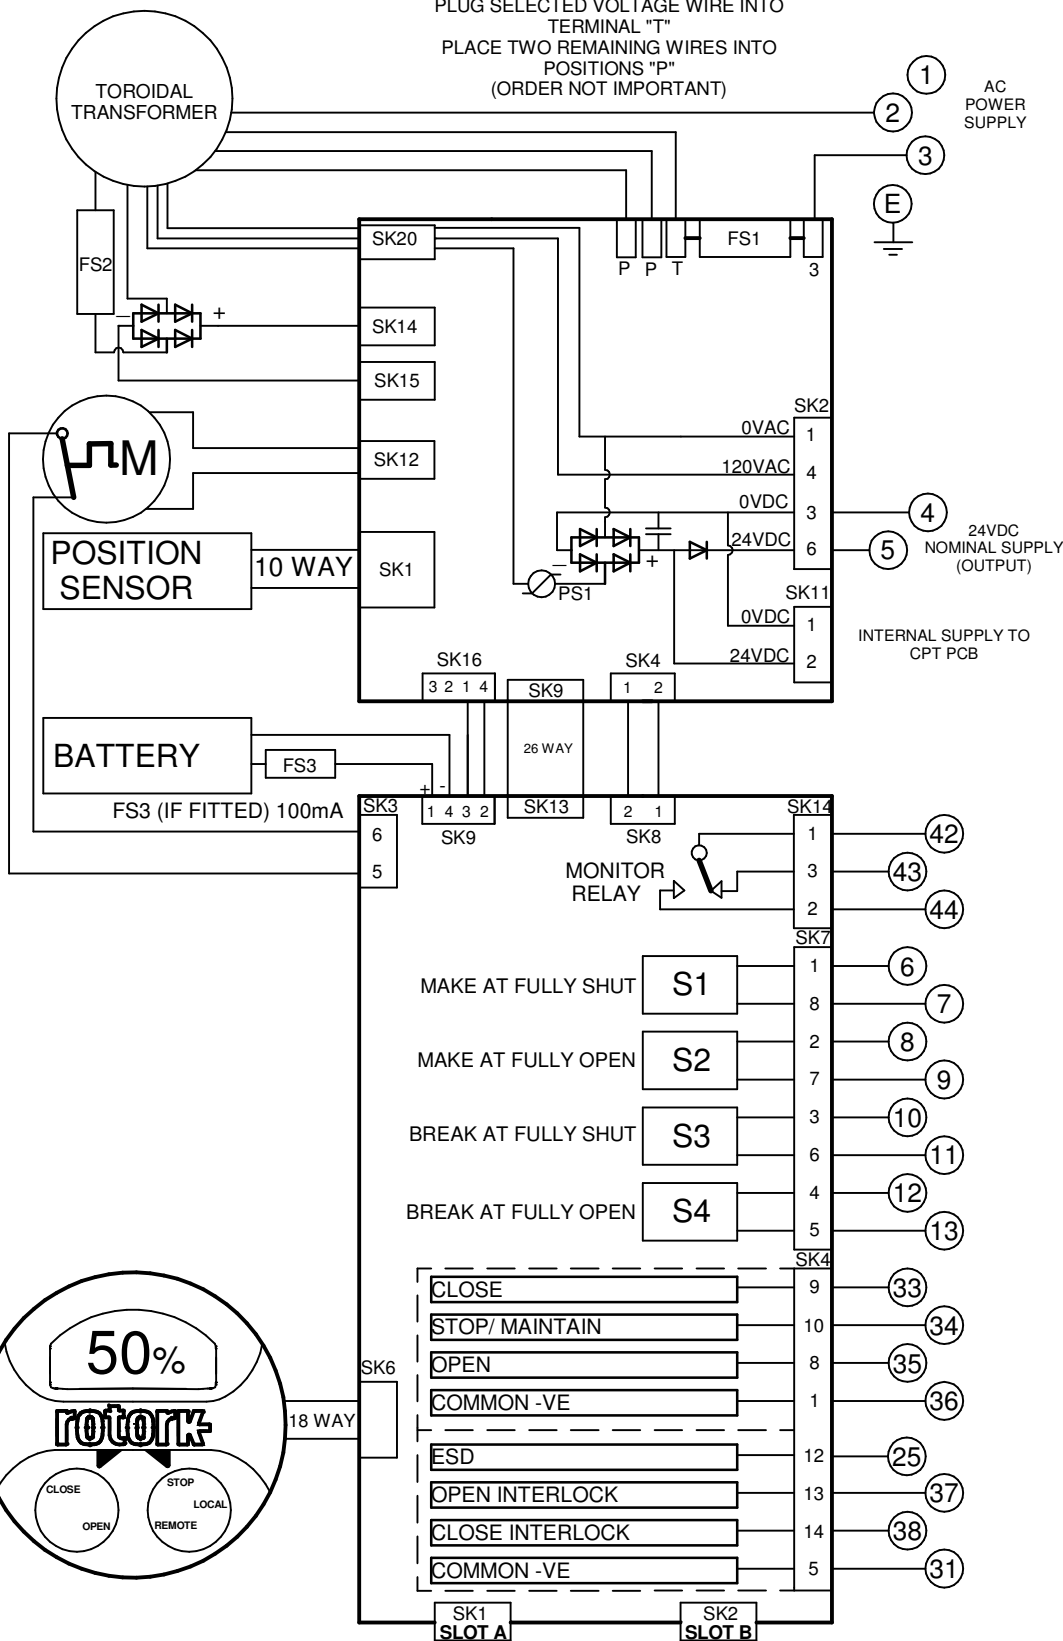 PLUG SELECTED VOLTAGE WIRE INTO
TERMINAL "T"
PLACE TWO REMAINING WIRES INTO
POSITIONS "P"
(ORDER NOT IMPORTANT)
TOROIDAL
TRANSFORMER
1
2
AC
POWER
SUPPLY
3
E
FS2
SK20
P P T
FS1
3
SK14
– +
SK15
SK2
0VAC 1
120VAC 4
0VDC 3
24VDC 6
4
5
24VDC
NOMINAL SUPPLY
(OUTPUT)
M
SK12
– +
PS1
POSITION
SENSOR
10 WAY
SK1
SK11
0VDC 1
24VDC 2
INTERNAL SUPPLY TO
CPT PCB
SK16
3 2 1 4
SK9
SK4
1 2
BATTERY
FS3
26 WAY
FS3 (IF FITTED) 100mA
+ -
SK3
6
5
1 4 3 2
SK9
SK13
2 1
SK8
SK14
MONITOR
RELAY
1 42
3 43
2 44
SK7
MAKE AT FULLY SHUT S1
1 6
8 7
MAKE AT FULLY OPEN S2
2 8
7 9
BREAK AT FULLY SHUT S3
3 10
6 11
BREAK AT FULLY OPEN S4
4 12
5 13
SK4
CLOSE 9 33
STOP/ MAINTAIN 10 34
OPEN 8 35
COMMON -VE 1 36
ESD 12 25
OPEN INTERLOCK 13 37
CLOSE INTERLOCK 14 38
COMMON -VE 5 31
50%
rotork
CLOSE
OPEN
STOP
LOCAL
REMOTE
18 WAY
SK6
SK1
SLOT A
SK2
SLOT B